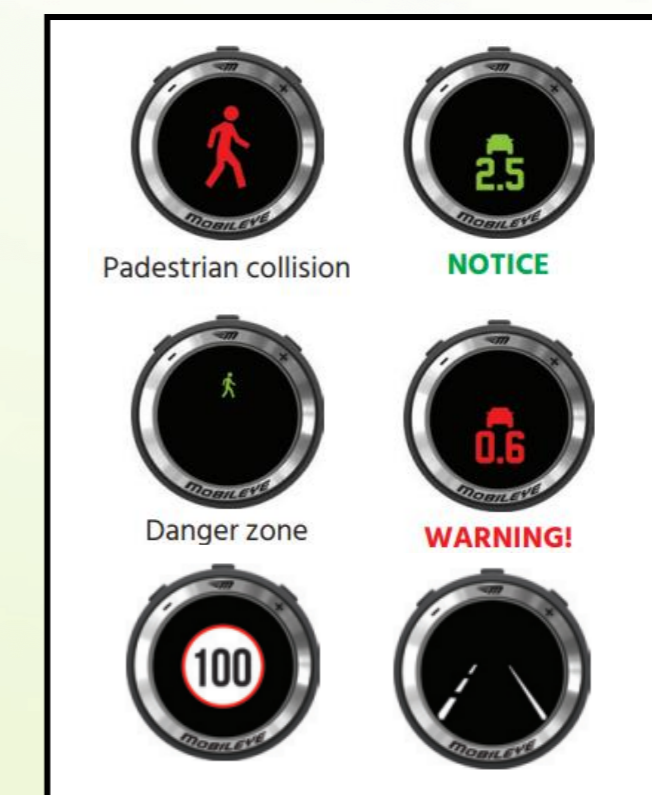 MOBILEYE
2.5
MOBILEYE
Padestrian collision
NOTICE
MOBILEYE
0.6
MOBILEYE
Danger zone
WARNING!
100
MOBILEYE
MOBILEYE